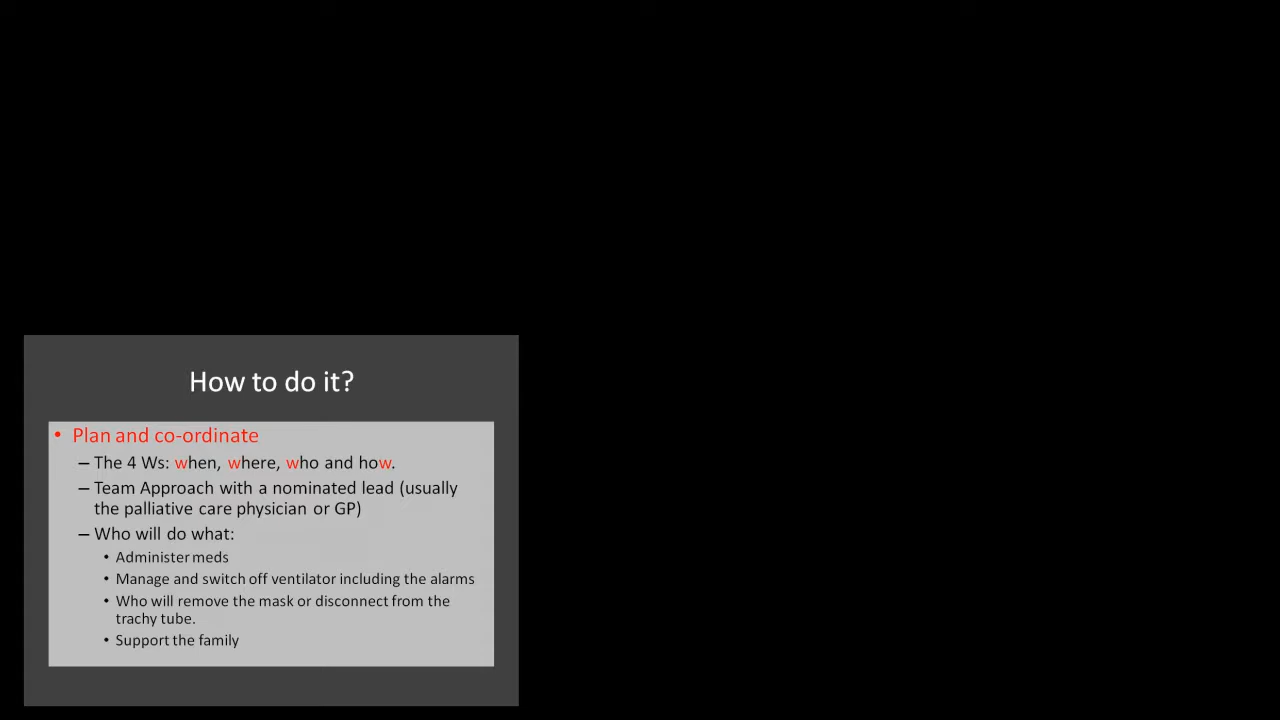 How to do it?
• Plan and co-ordinate
– The 4 Ws: when, where, who and how.
– Team Approach with a nominated lead (usually
the palliative care physician or GP)
– Who will do what:
• Administer meds
• Manage and switch off ventilator including the alarms
• Who will remove the mask or disconnect from the
trachy tube.
• Support the family